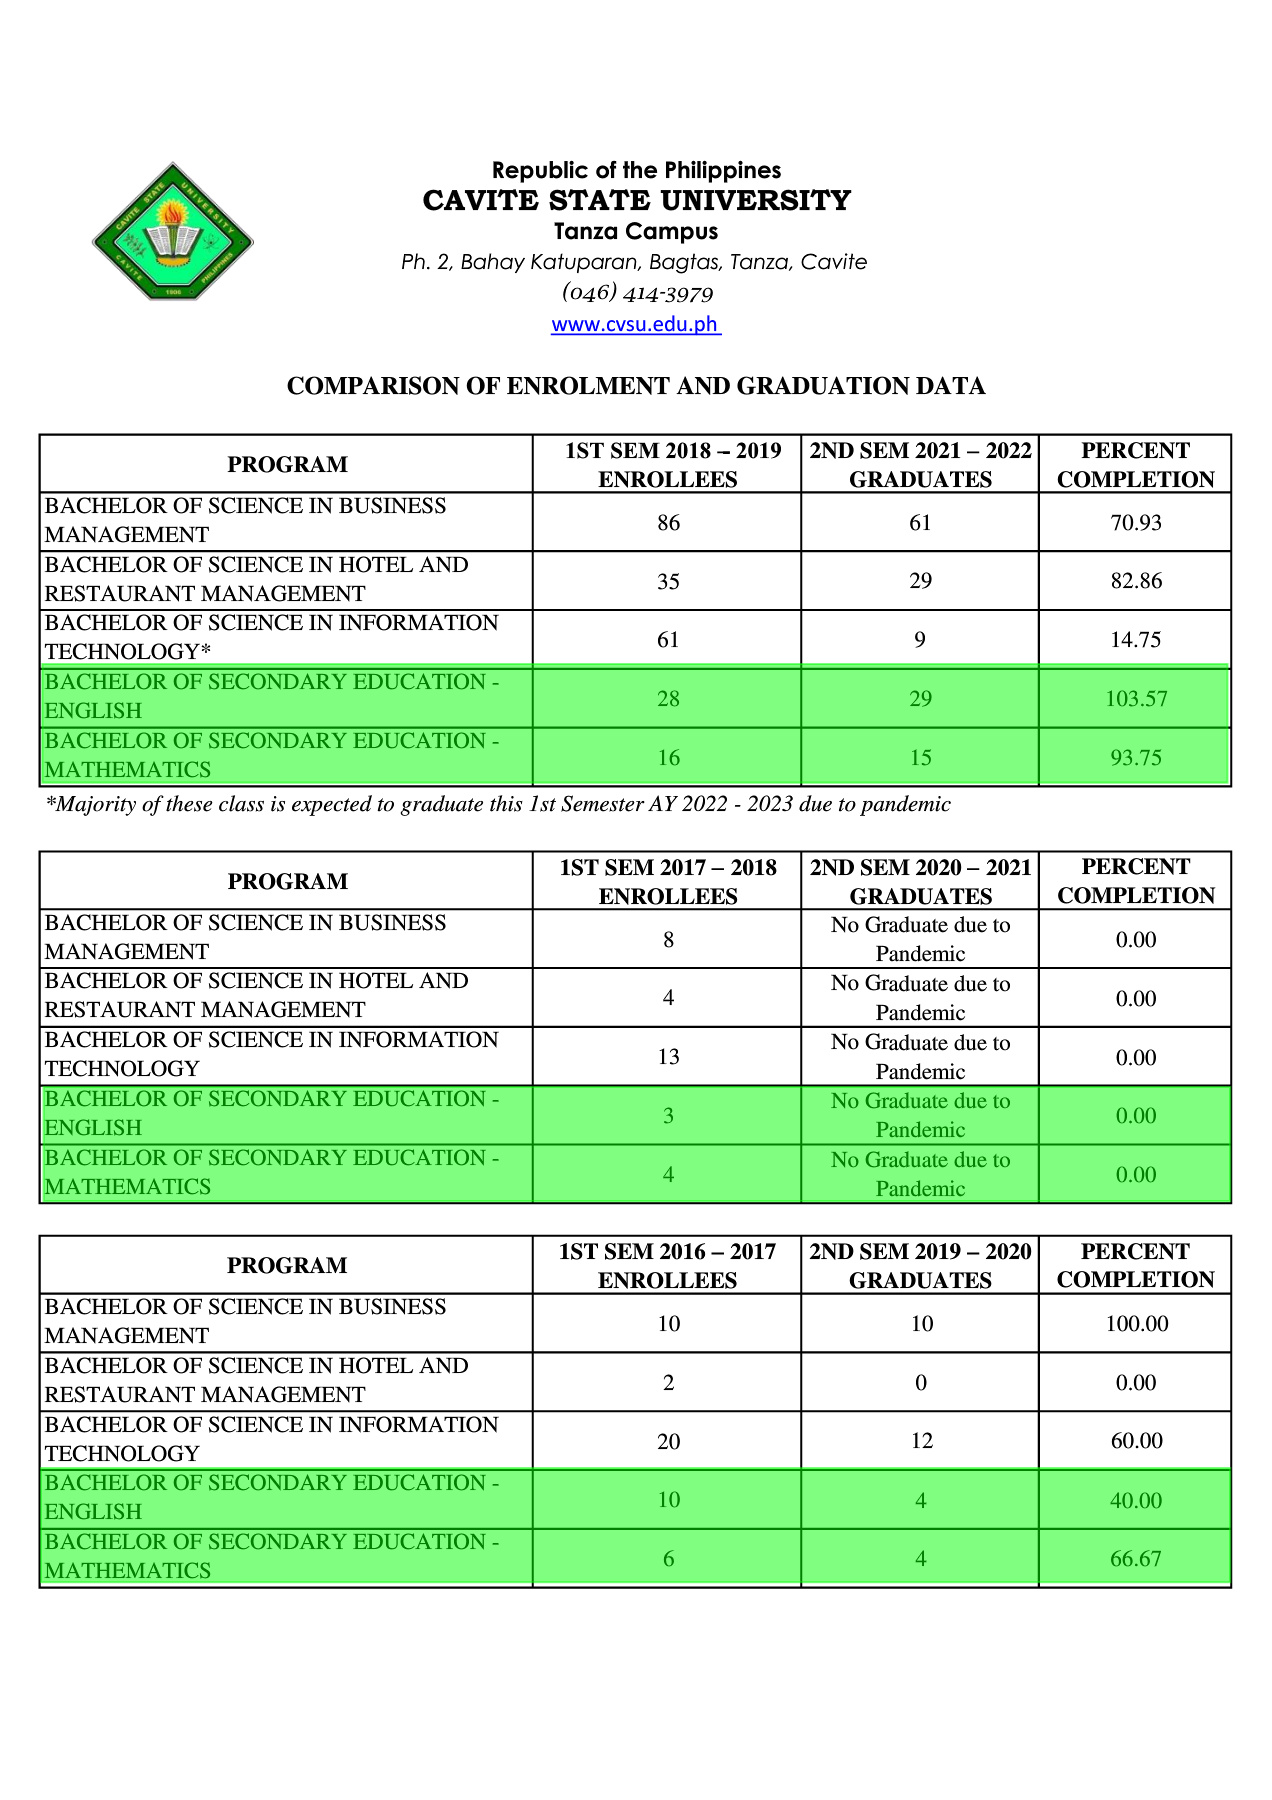 CAVITE STATE UNIVERSITY
CAVITE PHILIPPINES
1906
Republic of the Philippines
CAVITE STATE UNIVERSITY
Tanza Campus
Ph. 2, Bahay Katuparan, Bagtas, Tanza, Cavite
(046) 414-3979
www.cvsu.edu.ph
COMPARISON OF ENROLMENT AND GRADUATION DATA
PROGRAM 1ST SEM 2018 – 2019 ENROLLEES 2ND SEM 2021 – 2022 GRADUATES PERCENT COMPLETION
BACHELOR OF SCIENCE IN BUSINESS MANAGEMENT 86 61 70.93
BACHELOR OF SCIENCE IN HOTEL AND RESTAURANT MANAGEMENT 35 29 82.86
BACHELOR OF SCIENCE IN INFORMATION TECHNOLOGY* 61 9 14.75
BACHELOR OF SECONDARY EDUCATION - ENGLISH 28 29 103.57
BACHELOR OF SECONDARY EDUCATION - MATHEMATICS 16 15 93.75
*Majority of these class is expected to graduate this 1st Semester AY 2022 - 2023 due to pandemic
PROGRAM 1ST SEM 2017 – 2018 ENROLLEES 2ND SEM 2020 – 2021 GRADUATES PERCENT COMPLETION
BACHELOR OF SCIENCE IN BUSINESS MANAGEMENT 8 No Graduate due to Pandemic 0.00
BACHELOR OF SCIENCE IN HOTEL AND RESTAURANT MANAGEMENT 4 No Graduate due to Pandemic 0.00
BACHELOR OF SCIENCE IN INFORMATION TECHNOLOGY 13 No Graduate due to Pandemic 0.00
BACHELOR OF SECONDARY EDUCATION - ENGLISH 3 No Graduate due to Pandemic 0.00
BACHELOR OF SECONDARY EDUCATION - MATHEMATICS 4 No Graduate due to Pandemic 0.00
PROGRAM 1ST SEM 2016 – 2017 ENROLLEES 2ND SEM 2019 – 2020 GRADUATES PERCENT COMPLETION
BACHELOR OF SCIENCE IN BUSINESS MANAGEMENT 10 10 100.00
BACHELOR OF SCIENCE IN HOTEL AND RESTAURANT MANAGEMENT 2 0 0.00
BACHELOR OF SCIENCE IN INFORMATION TECHNOLOGY 20 12 60.00
BACHELOR OF SECONDARY EDUCATION - ENGLISH 10 4 40.00
BACHELOR OF SECONDARY EDUCATION - MATHEMATICS 6 4 66.67